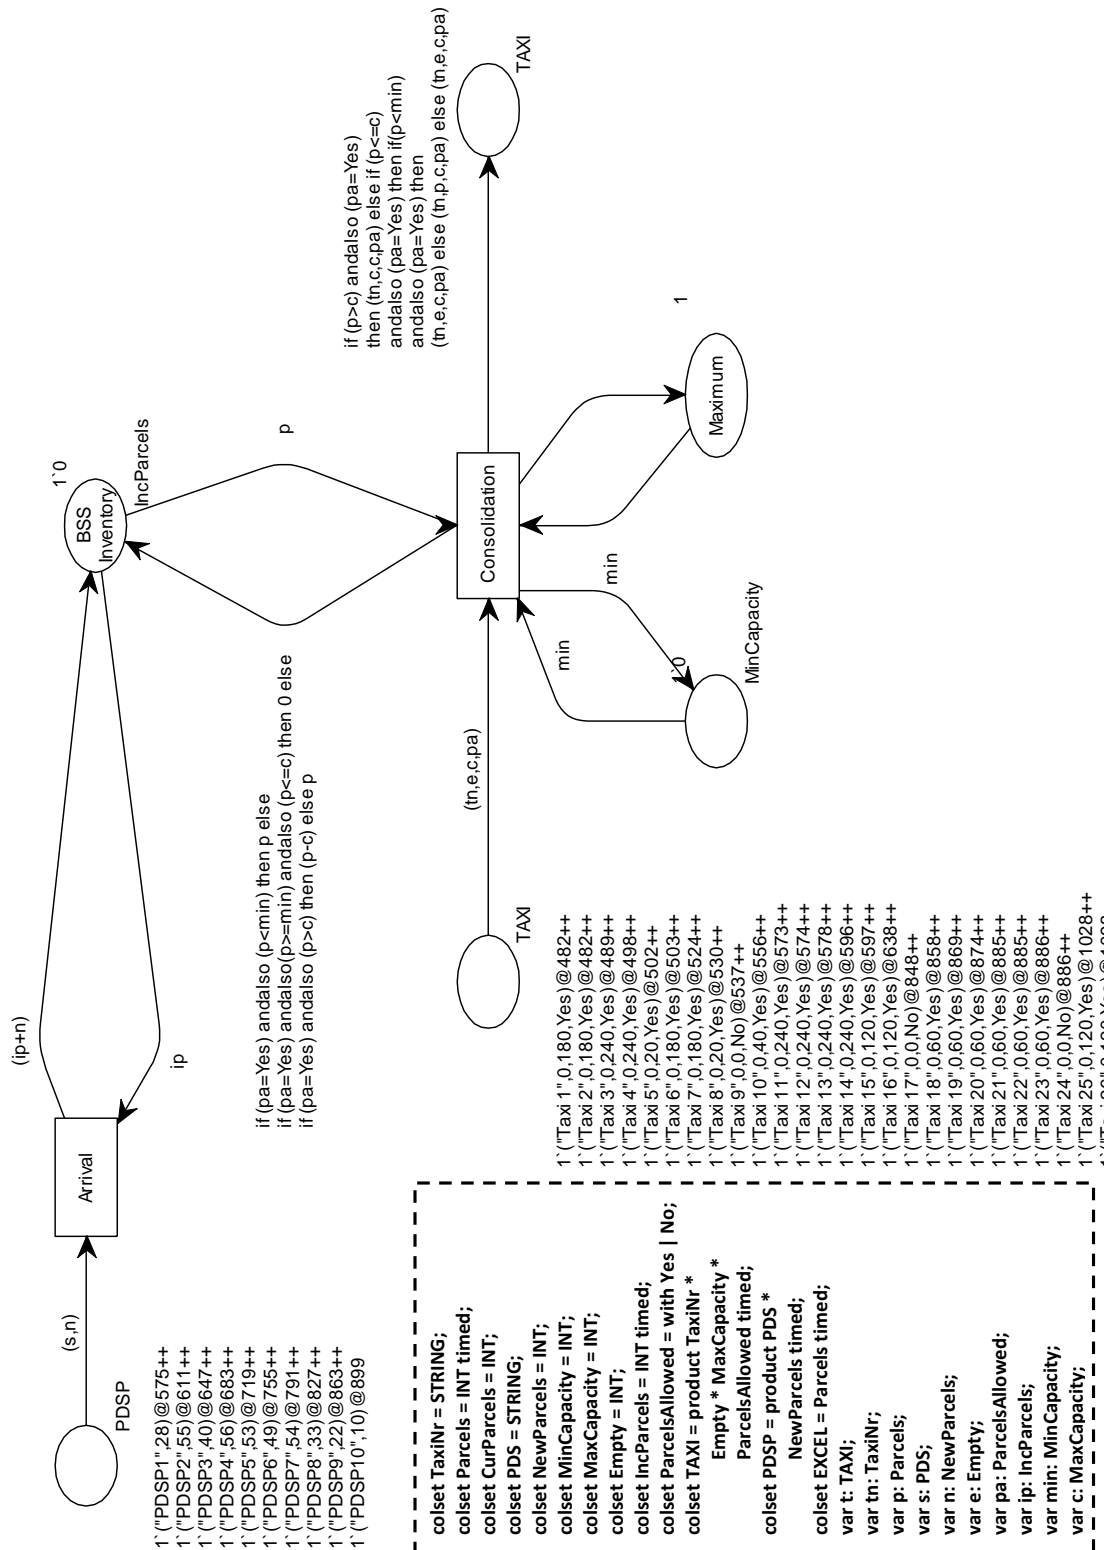 (s,n)
PDSP
1`("PDSP1",28)@575++
1`("PDSP2",55)@611++
1`("PDSP3",40)@647++
1`("PDSP4",56)@683++
1`("PDSP5",53)@719++
1`("PDSP6",49)@755++
1`("PDSP7",54)@791++
1`("PDSP8",33)@827++
1`("PDSP9",22)@863++
1`("PDSP10",10)@899
Arrival
(ip+n)
ip
BSS
Inventory
1`0
IncParcels
p
if (pa=Yes) andalso (p<min) then p else
if (pa=Yes) andalso(p>=min) andalso (p<=c) then 0 else
if (pa=Yes) andalso (p>c) then (p-c) else p
TAXI
(tn,e,c,pa)
Consolidation
if (p>c) andalso (pa=Yes)
then (tn,c,c,pa) else if (p<=c)
andalso (pa=Yes) then if(p<min)
andalso (pa=Yes) then
(tn,e,c,pa) else (tn,p,c,pa) else (tn,e,c,pa)
TAXI
min
min
1`0
MinCapacity
Maximum
1
1`("Taxi 1",0,180,Yes)@482++
1`("Taxi 2",0,180,Yes)@482++
1`("Taxi 3",0,240,Yes)@489++
1`("Taxi 4",0,240,Yes)@498++
1`("Taxi 5",0,20,Yes)@502++
1`("Taxi 6",0,180,Yes)@503++
1`("Taxi 7",0,180,Yes)@524++
1`("Taxi 8",0,20,Yes)@530++
1`("Taxi 9",0,0,No)@537++
1`("Taxi 10",0,40,Yes)@556++
1`("Taxi 11",0,240,Yes)@573++
1`("Taxi 12",0,240,Yes)@574++
1`("Taxi 13",0,240,Yes)@578++
1`("Taxi 14",0,240,Yes)@596++
1`("Taxi 15",0,120,Yes)@597++
1`("Taxi 16",0,120,Yes)@638++
1`("Taxi 17",0,0,No)@848++
1`("Taxi 18",0,60,Yes)@858++
1`("Taxi 19",0,60,Yes)@869++
1`("Taxi 20",0,60,Yes)@874++
1`("Taxi 21",0,60,Yes)@885++
1`("Taxi 22",0,60,Yes)@885++
1`("Taxi 23",0,60,Yes)@886++
1`("Taxi 24",0,0,No)@886++
1`("Taxi 25",0,120,Yes)@1028++
colset TaxiNr = STRING;
colset Parcels = INT timed;
colset CurParcels = INT;
colset PDS = STRING;
colset NewParcels = INT;
colset MinCapacity = INT;
colset MaxCapacity = INT;
colset Empty = INT;
colset IncParcels = INT timed;
colset ParcelsAllowed = with Yes | No;
colset TAXI = product TaxiNr *
Empty * MaxCapacity *
ParcelsAllowed timed;
colset PDSP = product PDS *
NewParcels timed;
colset EXCEL = Parcels timed;
var t: TAXI;
var tn: TaxiNr;
var p: Parcels;
var s: PDS;
var n: NewParcels;
var e: Empty;
var pa: ParcelsAllowed;
var ip: IncParcels;
var min: MinCapacity;
var c: MaxCapacity;